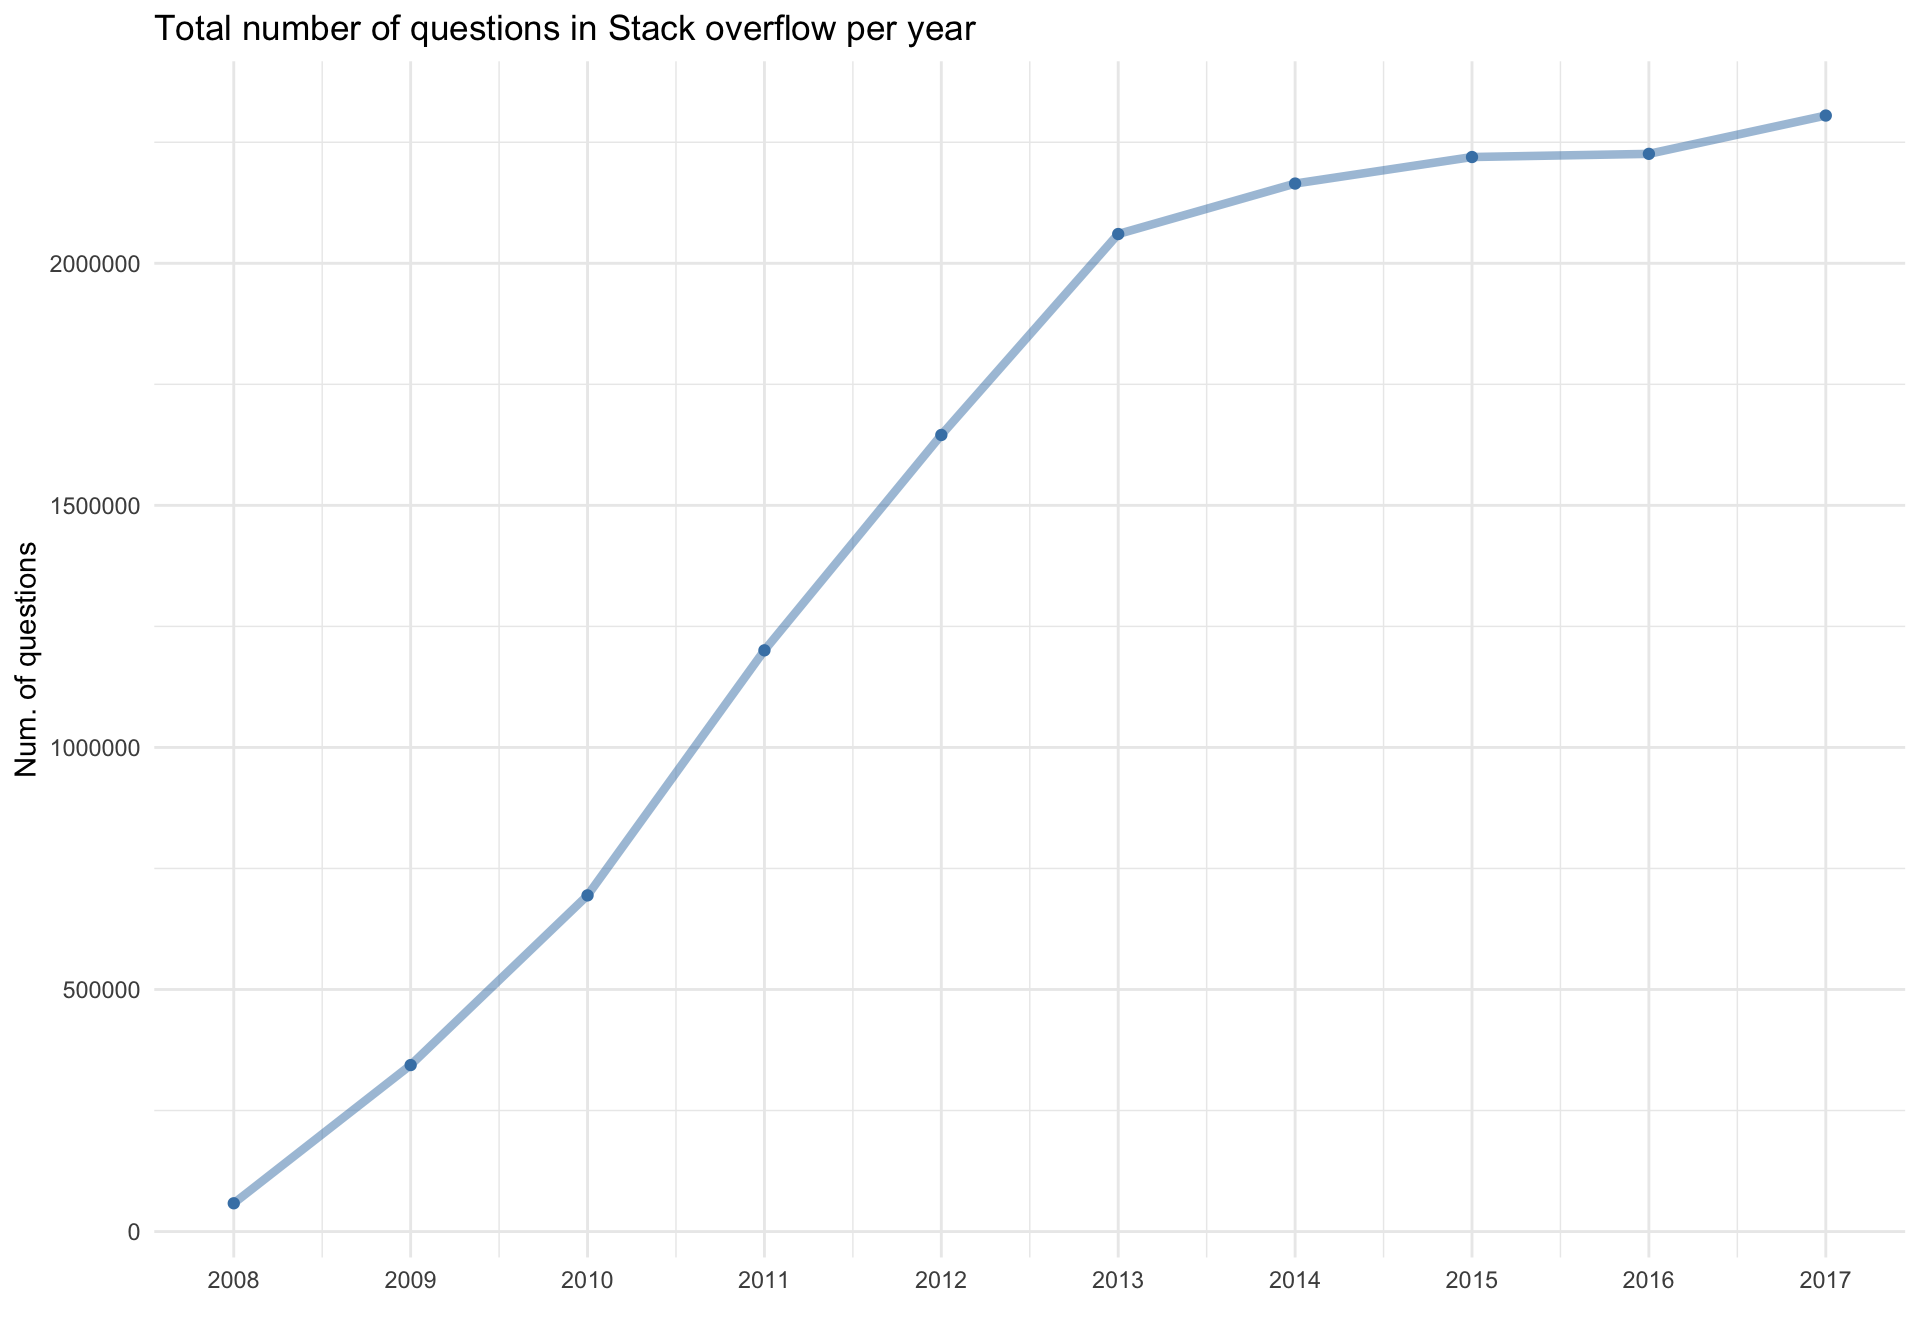 Total number of questions in Stack overflow per year
Num. of questions
2000000
1500000
1000000
500000
0
2008 2009 2010 2011 2012 2013 2014 2015 2016 2017